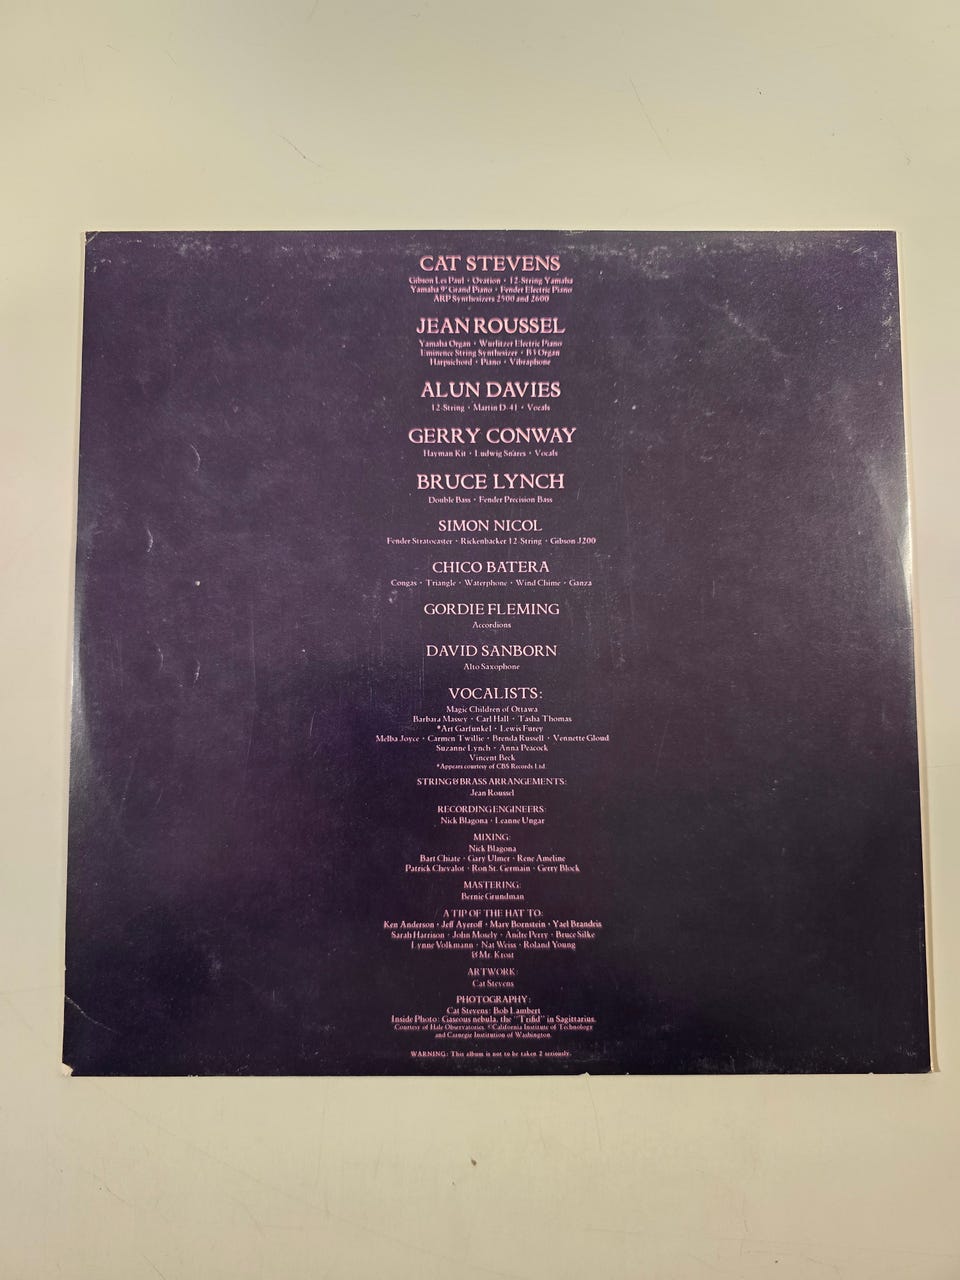 CAT STEVENS
Gibson Les Paul • Ovation • 12-String Yamaha
Yamaha 9' Grand Piano • Fender Electric Piano
ARP Synthesizers 2500 and 2600
JEAN ROUSSEL
Yamaha Organ • Wurlitzer Electric Piano
Eminence String Synthesizer • B3 Organ
Harpsichord • Piano • Vibraphone
ALUN DAVIES
12-String • Martin D-41 • Vocals
GERRY CONWAY
Hayman Kit • Ludwig Snares • Vocals
BRUCE LYNCH
Double Bass • Fender Precision Bass
SIMON NICOL
Fender Stratocaster • Rickenbacker 12-String • Gibson J200
CHICO BATERA
Congas • Triangle • Waterphone • Wind Chime • Ganza
GORDIE FLEMING
Accordions
DAVID SANBORN
Alto Saxophone
VOCALISTS:
Magic Children of Ottawa
Barbara Massey • Carl Hall • Tasha Thomas
*Art Garfunkel • Lewis Furey
Melba Joyce • Carmen Twillie • Brenda Russell • Vennette Gloud
Suzanne Lynch • Anna Peacock
Vincent Beck
*Appears courtesy of CBS Records Ltd.
STRING & BRASS ARRANGEMENTS:
Jean Roussel
RECORDING ENGINEERS:
Nick Blagona • Leanne Ungar
MIXING:
Nick Blagona
Bart Chiate • Gary Ulmer • Rene Ameline
Patrick Chevalot • Ron St. Germain • Gerry Block
MASTERING:
Bernie Grundman
A TIP OF THE HAT TO:
Ken Anderson • Jeff Ayeroff • Mary Bornstein • Yael Brandeis
Sarah Harrison • John Mosely • Andre Perry • Bruce Silke
Lynne Volkmann • Nat Weiss • Roland Young
& Mr. Krost
ARTWORK:
Cat Stevens
PHOTOGRAPHY:
Cat Stevens: Bob Lambert
Inside Photo: Gaseous nebula, the "Trifid" in Sagittarius.
Courtesy of Hale Observatories. ©California Institute of Technology
and Carnegie Institution of Washington.
WARNING: This album is not to be taken 2 seriously.